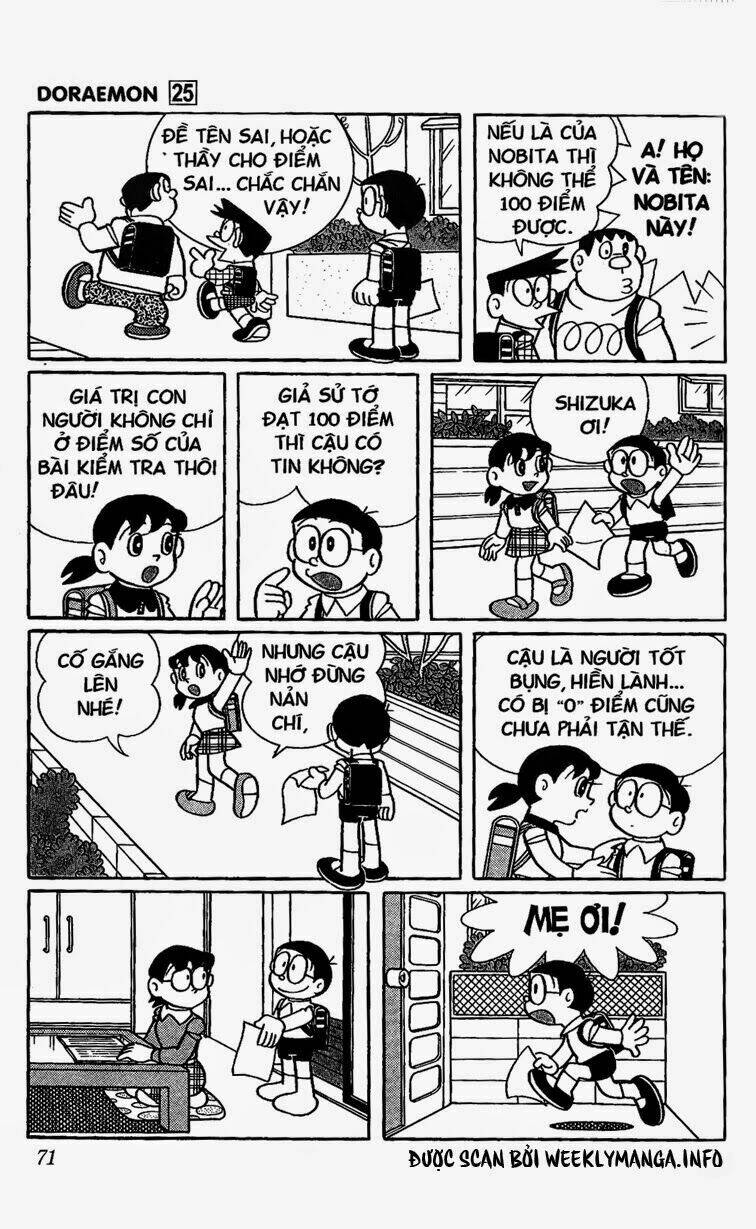 DORAEMON 25
A! HỌ
VÀ TÊN:
NOBITA
NÀY!
NẾU LÀ CỦA
NOBITA THÌ
KHÔNG THỂ
100 ĐIỂM
ĐƯỢC.
ĐỀ TÊN SAI, HOẶC
THẦY CHO ĐIỂM
SAI... CHẮC CHẮN
VẬY!
SHIZUKA
ƠI!
GIẢ SỬ TỚ
ĐẠT 100 ĐIỂM
THÌ CẬU CÓ
TIN KHÔNG?
GIÁ TRỊ CON
NGƯỜI KHÔNG CHỈ
Ở ĐIỂM SỐ CỦA
BÀI KIỂM TRA THÔI
ĐÂU!
CẬU LÀ NGƯỜI TỐT
BỤNG, HIỀN LÀNH...
CÓ BỊ "0" ĐIỂM CŨNG
CHƯA PHẢI TẬN THẾ.
NHƯNG CẬU
NHỚ ĐỪNG
NẢN
CHÍ,
CỐ GẮNG
LÊN
NHÉ!
MẸ ƠI!
71
ĐƯỢC SCAN BỞI WEEKLYMANGA.INFO